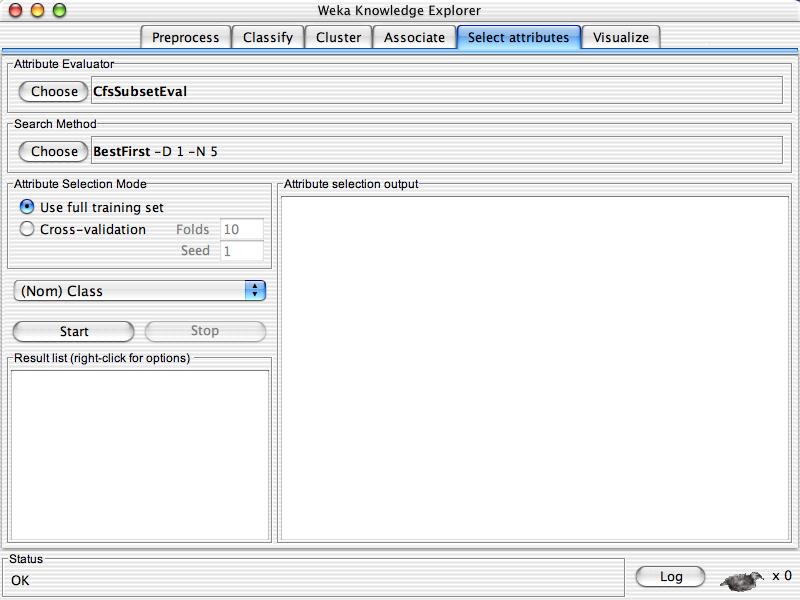 Weka Knowledge Explorer
Preprocess Classify Cluster Associate Select attributes Visualize
Attribute Evaluator
Choose CfsSubsetEval
Search Method
Choose BestFirst -D 1 -N 5
Attribute Selection Mode
Use full training set
Cross-validation Folds 10
Seed 1
(Nom) Class
Start Stop
Result list (right-click for options)
Attribute selection output
Status
OK
Log x 0